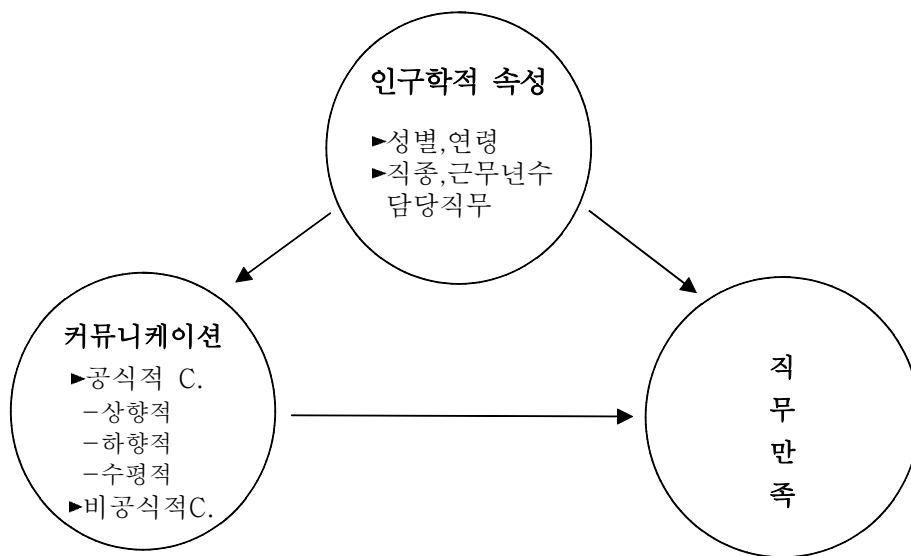 인구학적 속성
►성별,연령
►직종,근무년수
담당직무
커뮤니케이션
►공식적 C.
-상향적
-하향적
-수평적
►비공식적C.
직
무
만
족